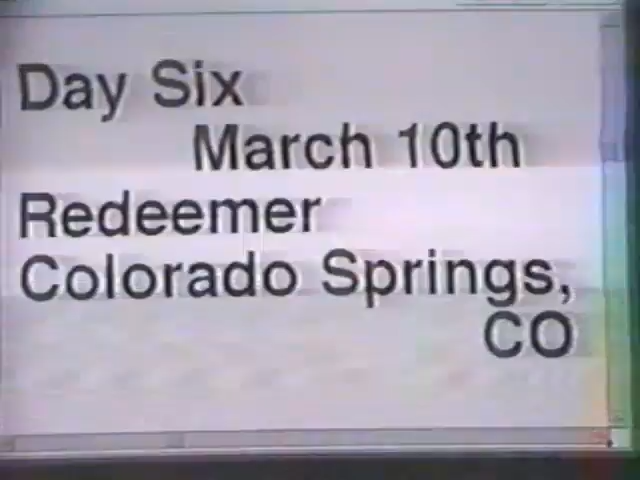 Day Six
March 10th
Redeemer
Colorado Springs,
CO